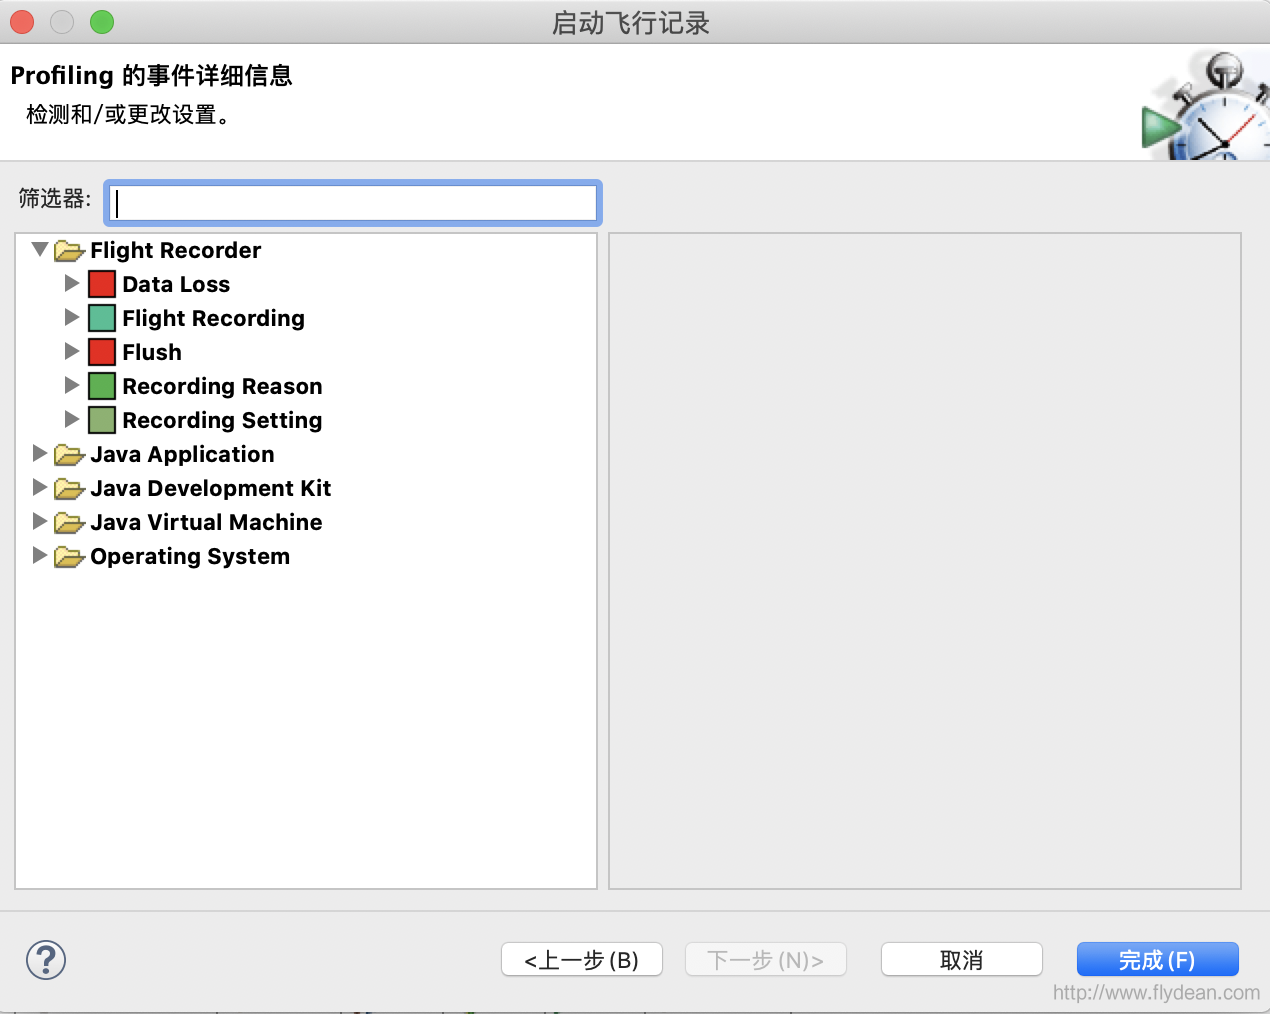 启动飞行记录
Profiling 的事件详细信息
检测和/或更改设置。
筛选器:
Flight Recorder
Data Loss
Flight Recording
Flush
Recording Reason
Recording Setting
Java Application
Java Development Kit
Java Virtual Machine
Operating System
?
<上一步(B) 下一步(N)> 取消 完成(F)
http://www.flydean.com